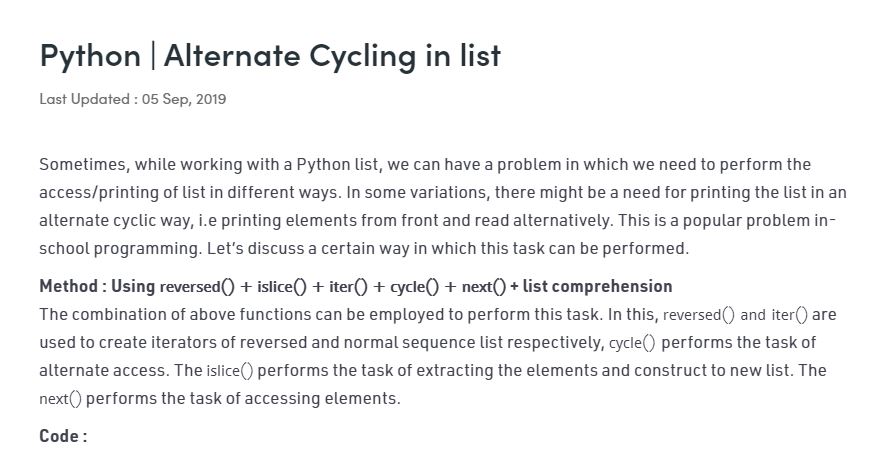 Python | Alternate Cycling in list
Last Updated : 05 Sep, 2019
Sometimes, while working with a Python list, we can have a problem in which we need to perform the
access/printing of list in different ways. In some variations, there might be a need for printing the list in an
alternate cyclic way, i.e printing elements from front and read alternatively. This is a popular problem in-
school programming. Let’s discuss a certain way in which this task can be performed.
Method : Using reversed() + islice() + iter() + cycle() + next() + list comprehension
The combination of above functions can be employed to perform this task. In this, reversed() and iter() are
used to create iterators of reversed and normal sequence list respectively, cycle() performs the task of
alternate access. The islice() performs the task of extracting the elements and construct to new list. The
next() performs the task of accessing elements.
Code :